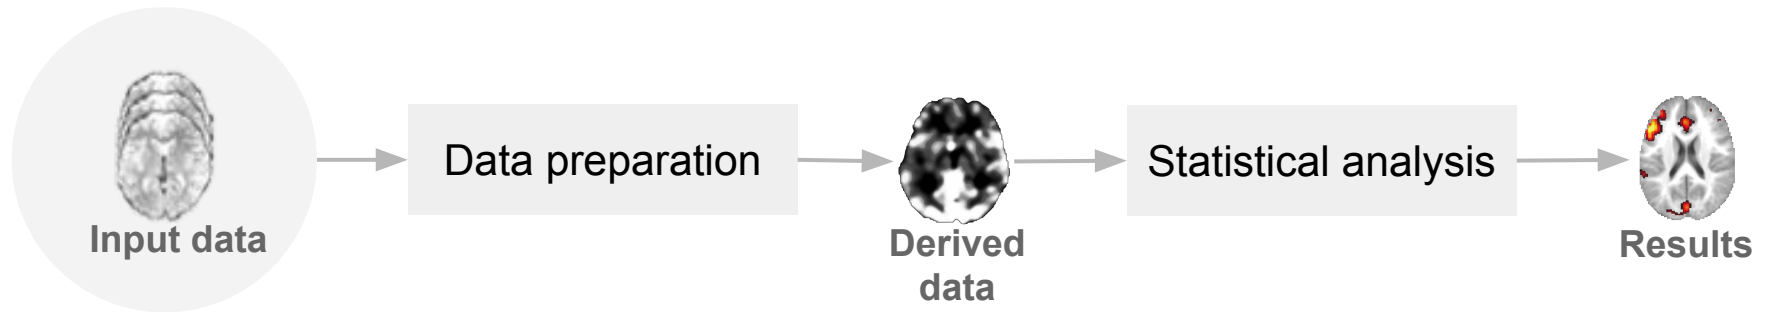 Input data
Data preparation
Derived
data
Statistical analysis
Results